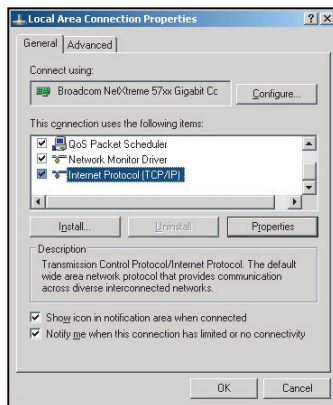 Local Area Connection Properties
General Advanced
Connect using:
Broadcom NetXtreme 57xx Gigabit Cc
Configure...
This connection uses the following items:
QoS Packet Scheduler
Network Monitor Driver
Internet Protocol (TCP/IP)
Install... Uninstall Properties
Description
Transmission Control Protocol/Internet Protocol. The default
wide area network protocol that provides communication
across diverse interconnected networks.
Show icon in notification area when connected
Notify me when this connection has limited or no connectivity
OK Cancel